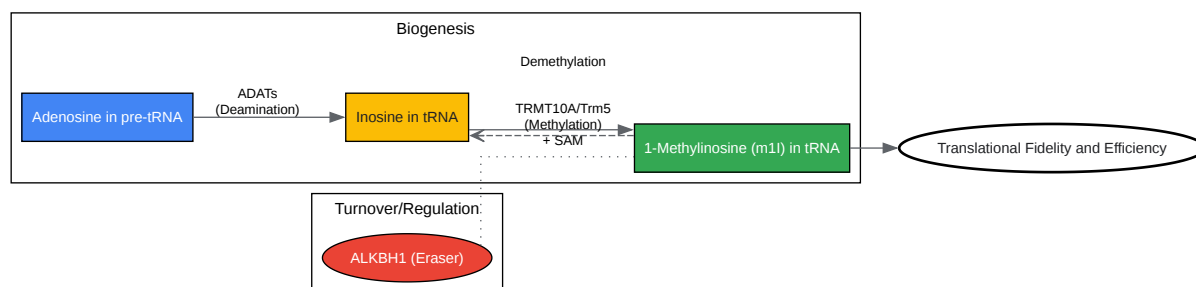 Biogenesis
Demethylation
Adenosine in pre-tRNA
ADATs
(Deamination)
Inosine in tRNA
TRMT10A/Trm5
(Methylation)
+ SAM
1-Methylinosine (m1I) in tRNA
Translational Fidelity and Efficiency
Turnover/Regulation
ALKBH1 (Eraser)